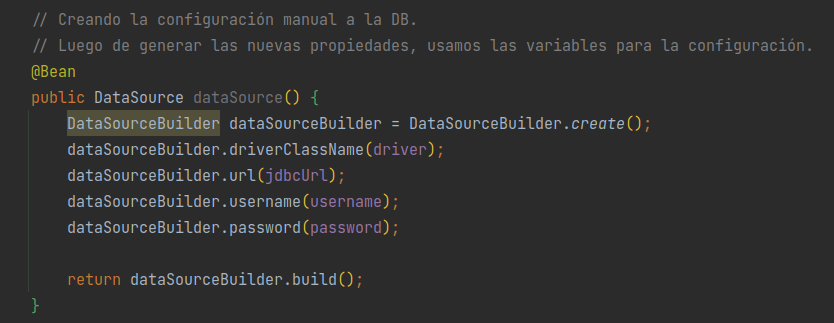 // Creando la configuración manual a la DB.
// Luego de generar las nuevas propiedades, usamos las variables para la configuración.
@Bean
public DataSource dataSource() {
DataSourceBuilder dataSourceBuilder = DataSourceBuilder.create();
dataSourceBuilder.driverClassName(driver);
dataSourceBuilder.url(jdbcUrl);
dataSourceBuilder.username(username);
dataSourceBuilder.password(password);
return dataSourceBuilder.build();
}